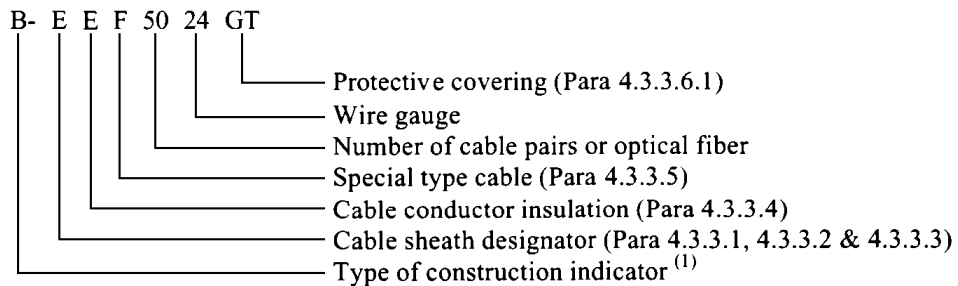 B- E E F 50 24 GT
Protective covering (Para 4.3.3.6.1)
Wire gauge
Number of cable pairs or optical fiber
Special type cable (Para 4.3.3.5)
Cable conductor insulation (Para 4.3.3.4)
Cable sheath designator (Para 4.3.3.1, 4.3.3.2 & 4.3.3.3)
Type of construction indicator (1)